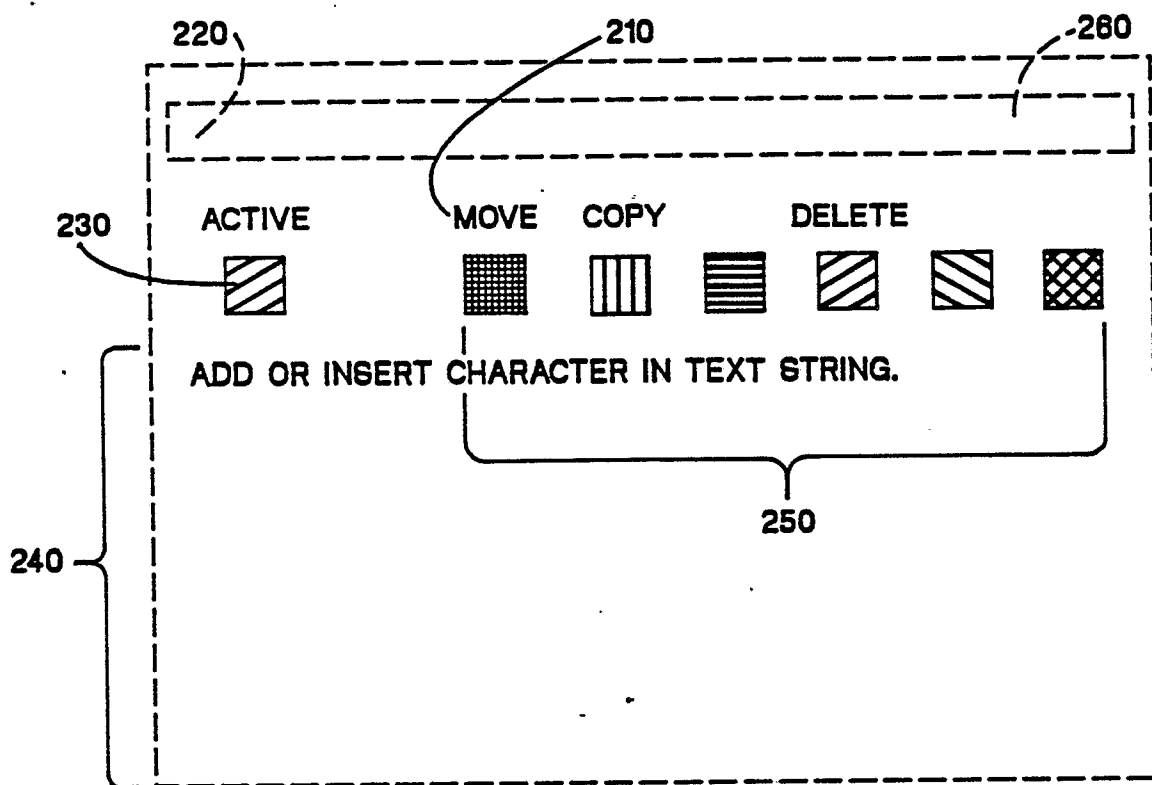 220 210 260
230 ACTIVE MOVE COPY DELETE
ADD OR INSERT CHARACTER IN TEXT STRING.
250
240